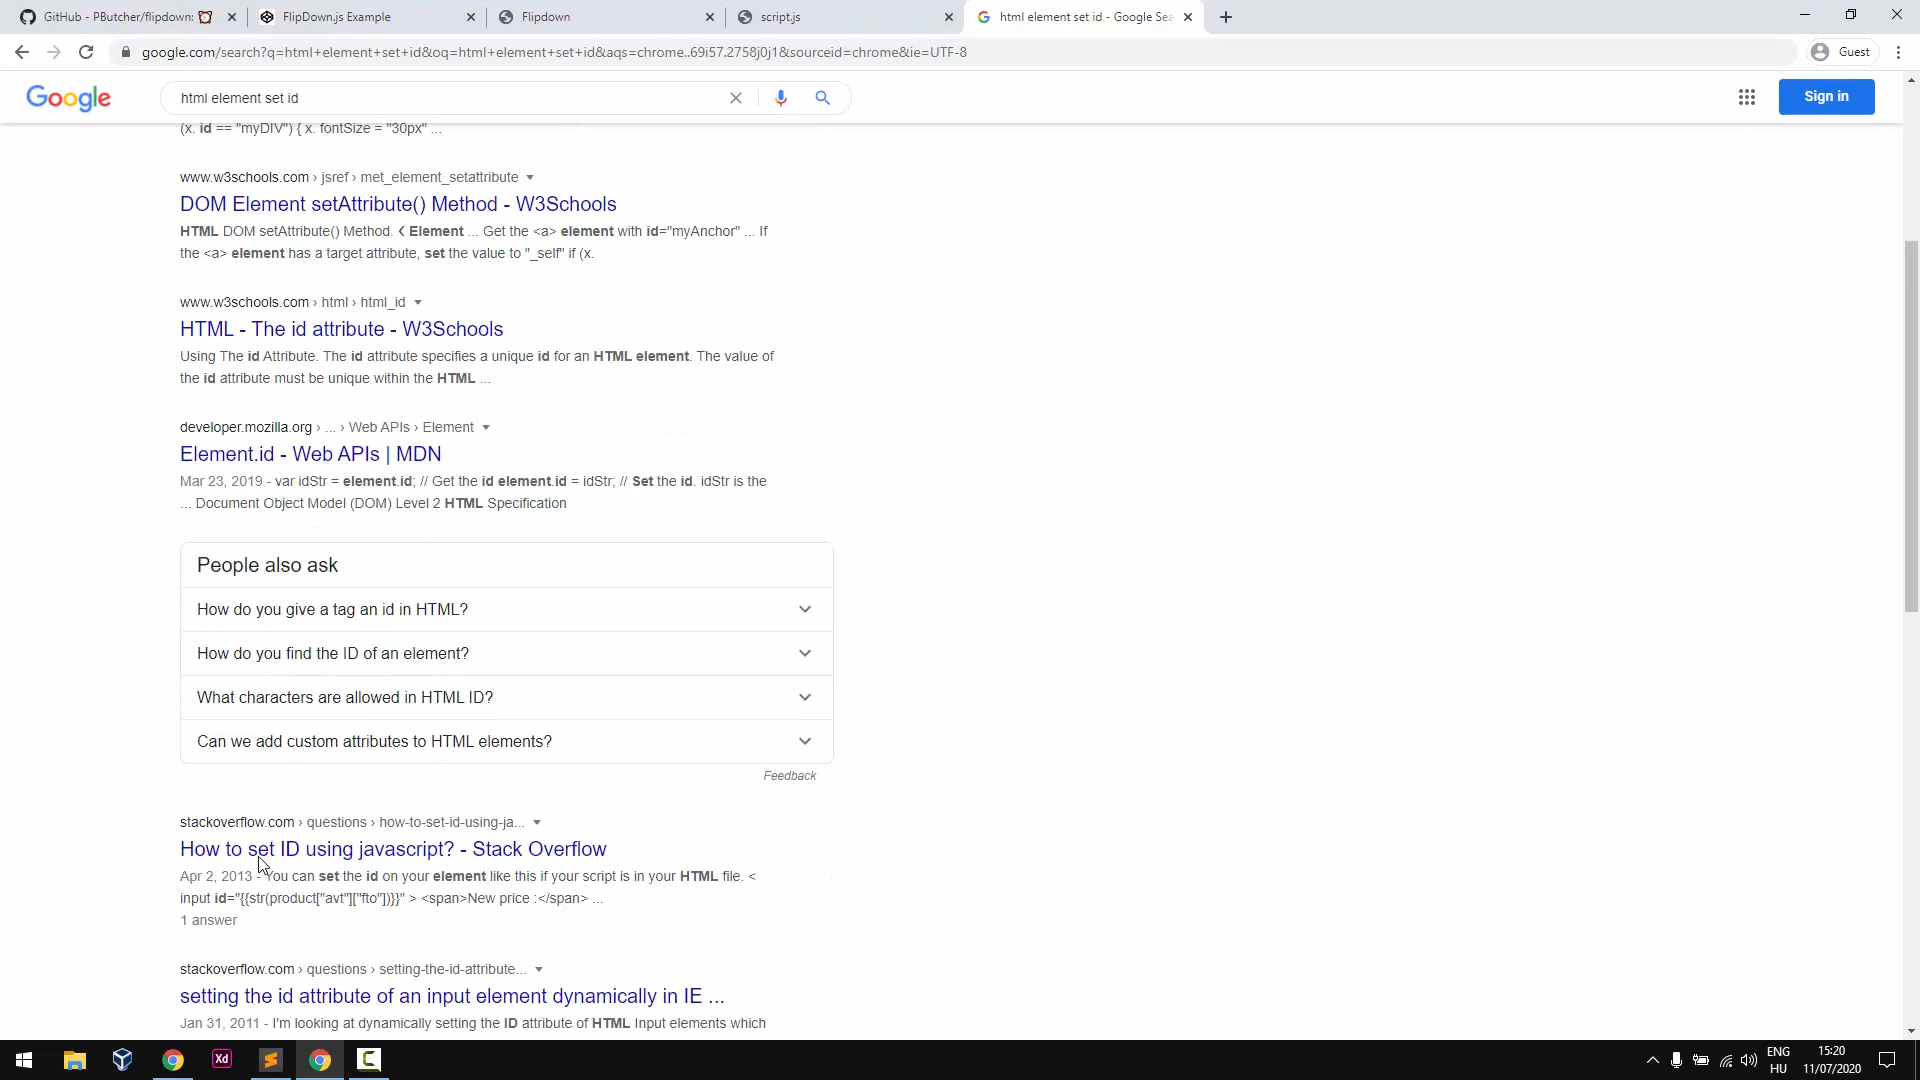 GitHub - PButcher/flipdown:
FlipDown.js Example
Flipdown
script.js
html element set id - Google Sea
google.com/search?q=html+element+set+id&oq=html+element+set+id&aqs=chrome..69i57.2758j0j1&sourceid=chrome&ie=UTF-8
Guest
Google
html element set id
Sign in
(x. id == "myDIV") { x. fontSize = "30px" ...
www.w3schools.com › jsref › met_element_setattribute
DOM Element setAttribute() Method - W3Schools
HTML DOM setAttribute() Method. ❮ Element ... Get the <a> element with id="myAnchor" ... If
the <a> element has a target attribute, set the value to "_self" if (x.
www.w3schools.com › html › html_id
HTML - The id attribute - W3Schools
Using The id Attribute. The id attribute specifies a unique id for an HTML element. The value of
the id attribute must be unique within the HTML ...
developer.mozilla.org › ... › Web APIs › Element
Element.id - Web APIs | MDN
Mar 23, 2019 - var idStr = element.id; // Get the id element.id = idStr; // Set the id. idStr is the
... Document Object Model (DOM) Level 2 HTML Specification
People also ask
How do you give a tag an id in HTML?
How do you find the ID of an element?
What characters are allowed in HTML ID?
Can we add custom attributes to HTML elements?
Feedback
stackoverflow.com › questions › how-to-set-id-using-ja...
How to set ID using javascript? - Stack Overflow
Apr 2, 2013 - You can set the id on your element like this if your script is in your HTML file. <
input id="{{str(product["avt"]["fto"])}}" > <span>New price :</span> ...
1 answer
stackoverflow.com › questions › setting-the-id-attribute...
setting the id attribute of an input element dynamically in IE ...
Jan 31, 2011 - I'm looking at dynamically setting the ID attribute of HTML Input elements which
Xd
ENG
HU
15:20
11/07/2020